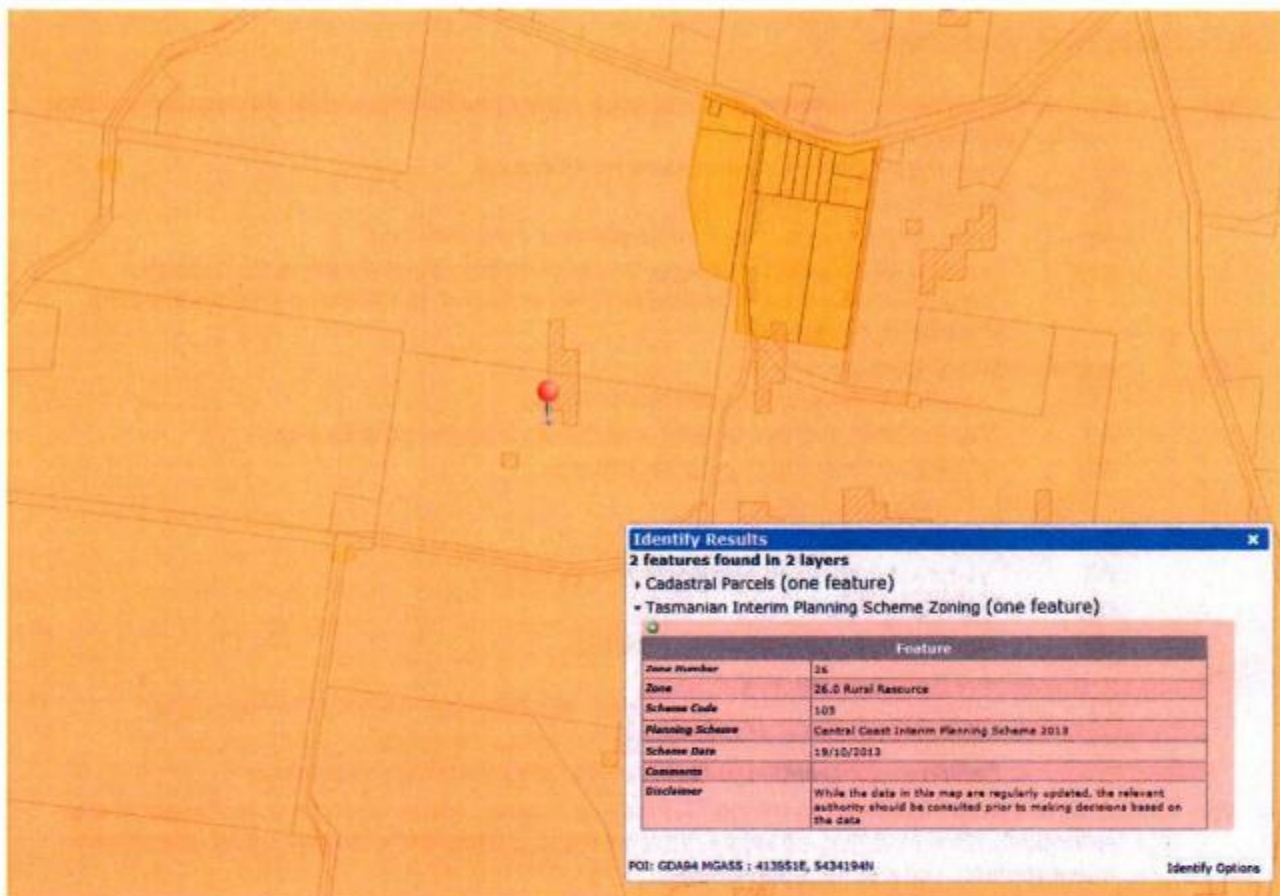 Identify Results ×
2 features found in 2 layers
Cadastral Parcels (one feature)
Tasmanian Interim Planning Scheme Zoning (one feature)
Feature
Zone Number 26
Zone 26.0 Rural Resource
Scheme Code 103
Planning Scheme Central Coast Interim Planning Scheme 2013
Scheme Date 19/10/2013
Comments
Disclaimer While the data in this map are regularly updated, the relevant
authority should be consulted prior to making decisions based on
the data
POI: GDA94 MGA55 : 413851E, 5434194N Identify Options